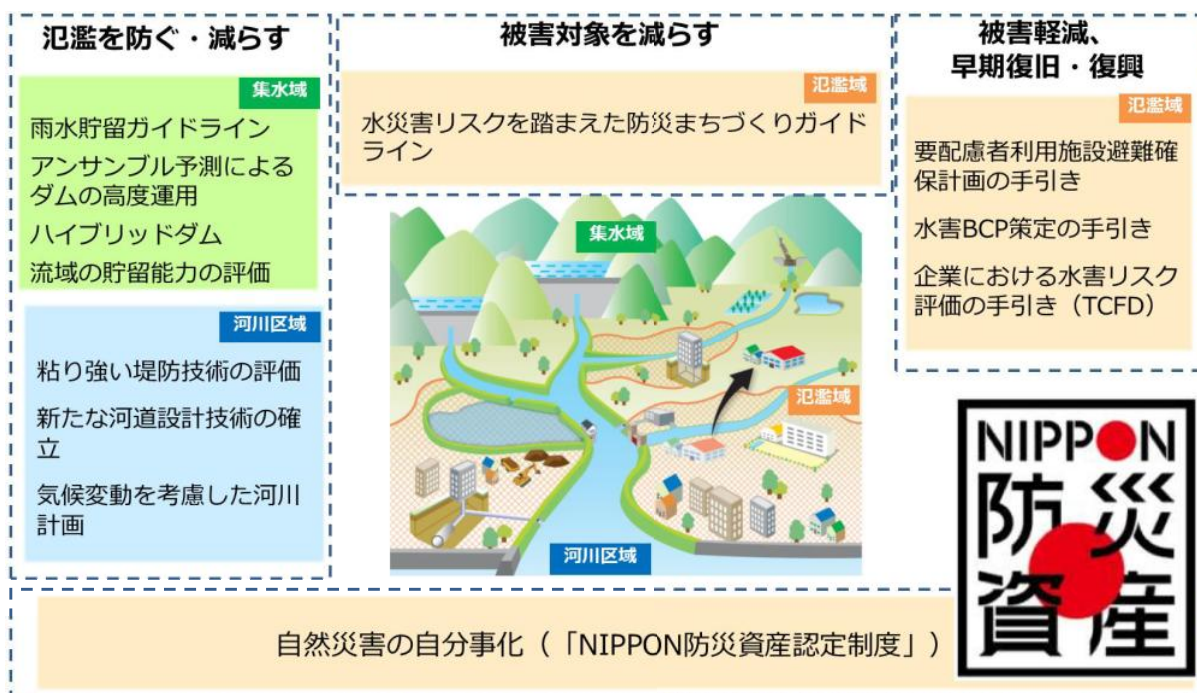 氾濫を防ぐ・減らす
集水域
雨水貯留ガイドライン
アンサンブル予測による
ダムの高度運用
ハイブリッドダム
流域の貯留能力の評価
河川区域
粘り強い堤防技術の評価
新たな河道設計技術の確
立
気候変動を考慮した河川
計画
被害対象を減らす
氾濫域
水災害リスクを踏まえた防災まちづくりガイド
ライン
集水域
氾濫域
河川区域
被害軽減、
早期復旧・復興
氾濫域
要配慮者利用施設避難確
保計画の手引き
水害BCP策定の手引き
企業における水害リスク
評価の手引き（TCFD）
NIPPON
防災
資産
自然災害の自分事化（「NIPPON防災資産認定制度」）